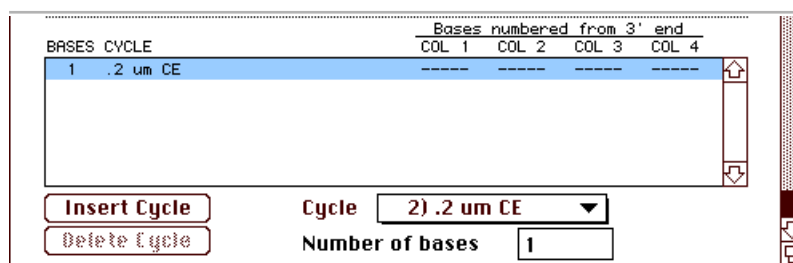 Bases numbered from 3' end
BASES CYCLE COL 1 COL 2 COL 3 COL 4
1 .2 um CE ----- ----- ----- -----
Insert Cycle Cycle 2) .2 um CE
Delete Cycle Number of bases 1